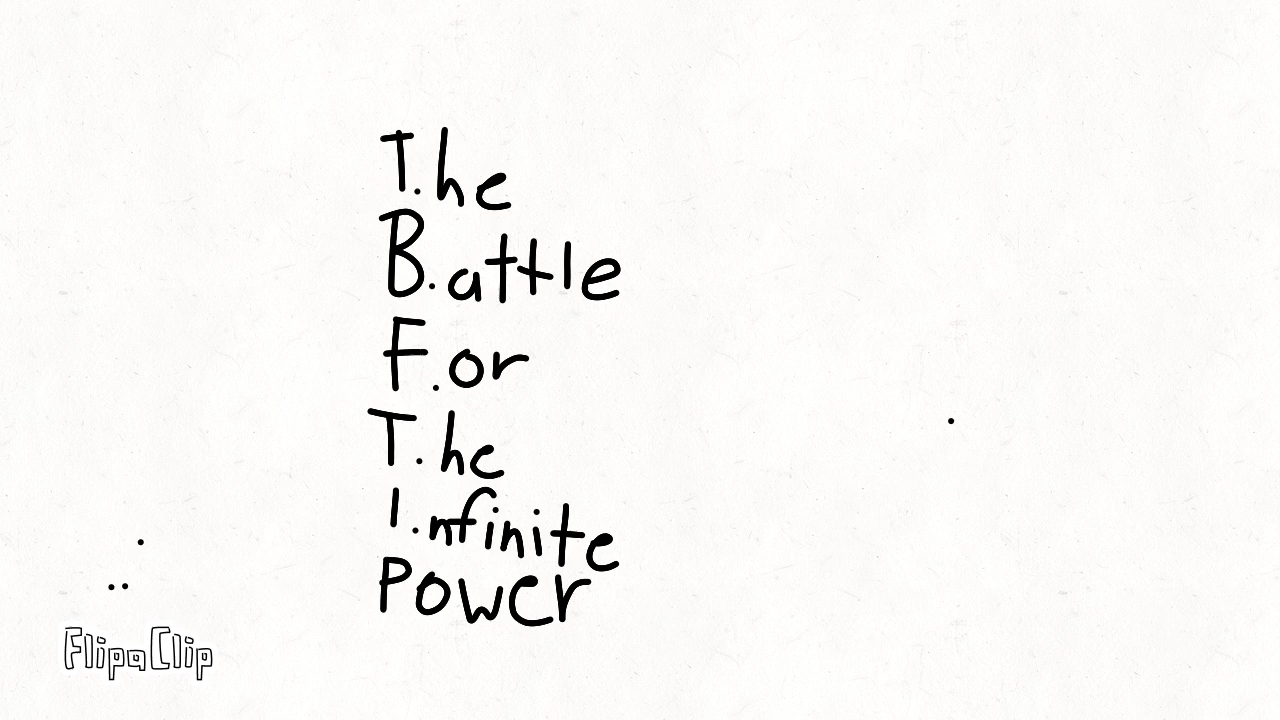 T.he
B.attle
F.or
T.he
I.nfinite
Power
FlipaClip